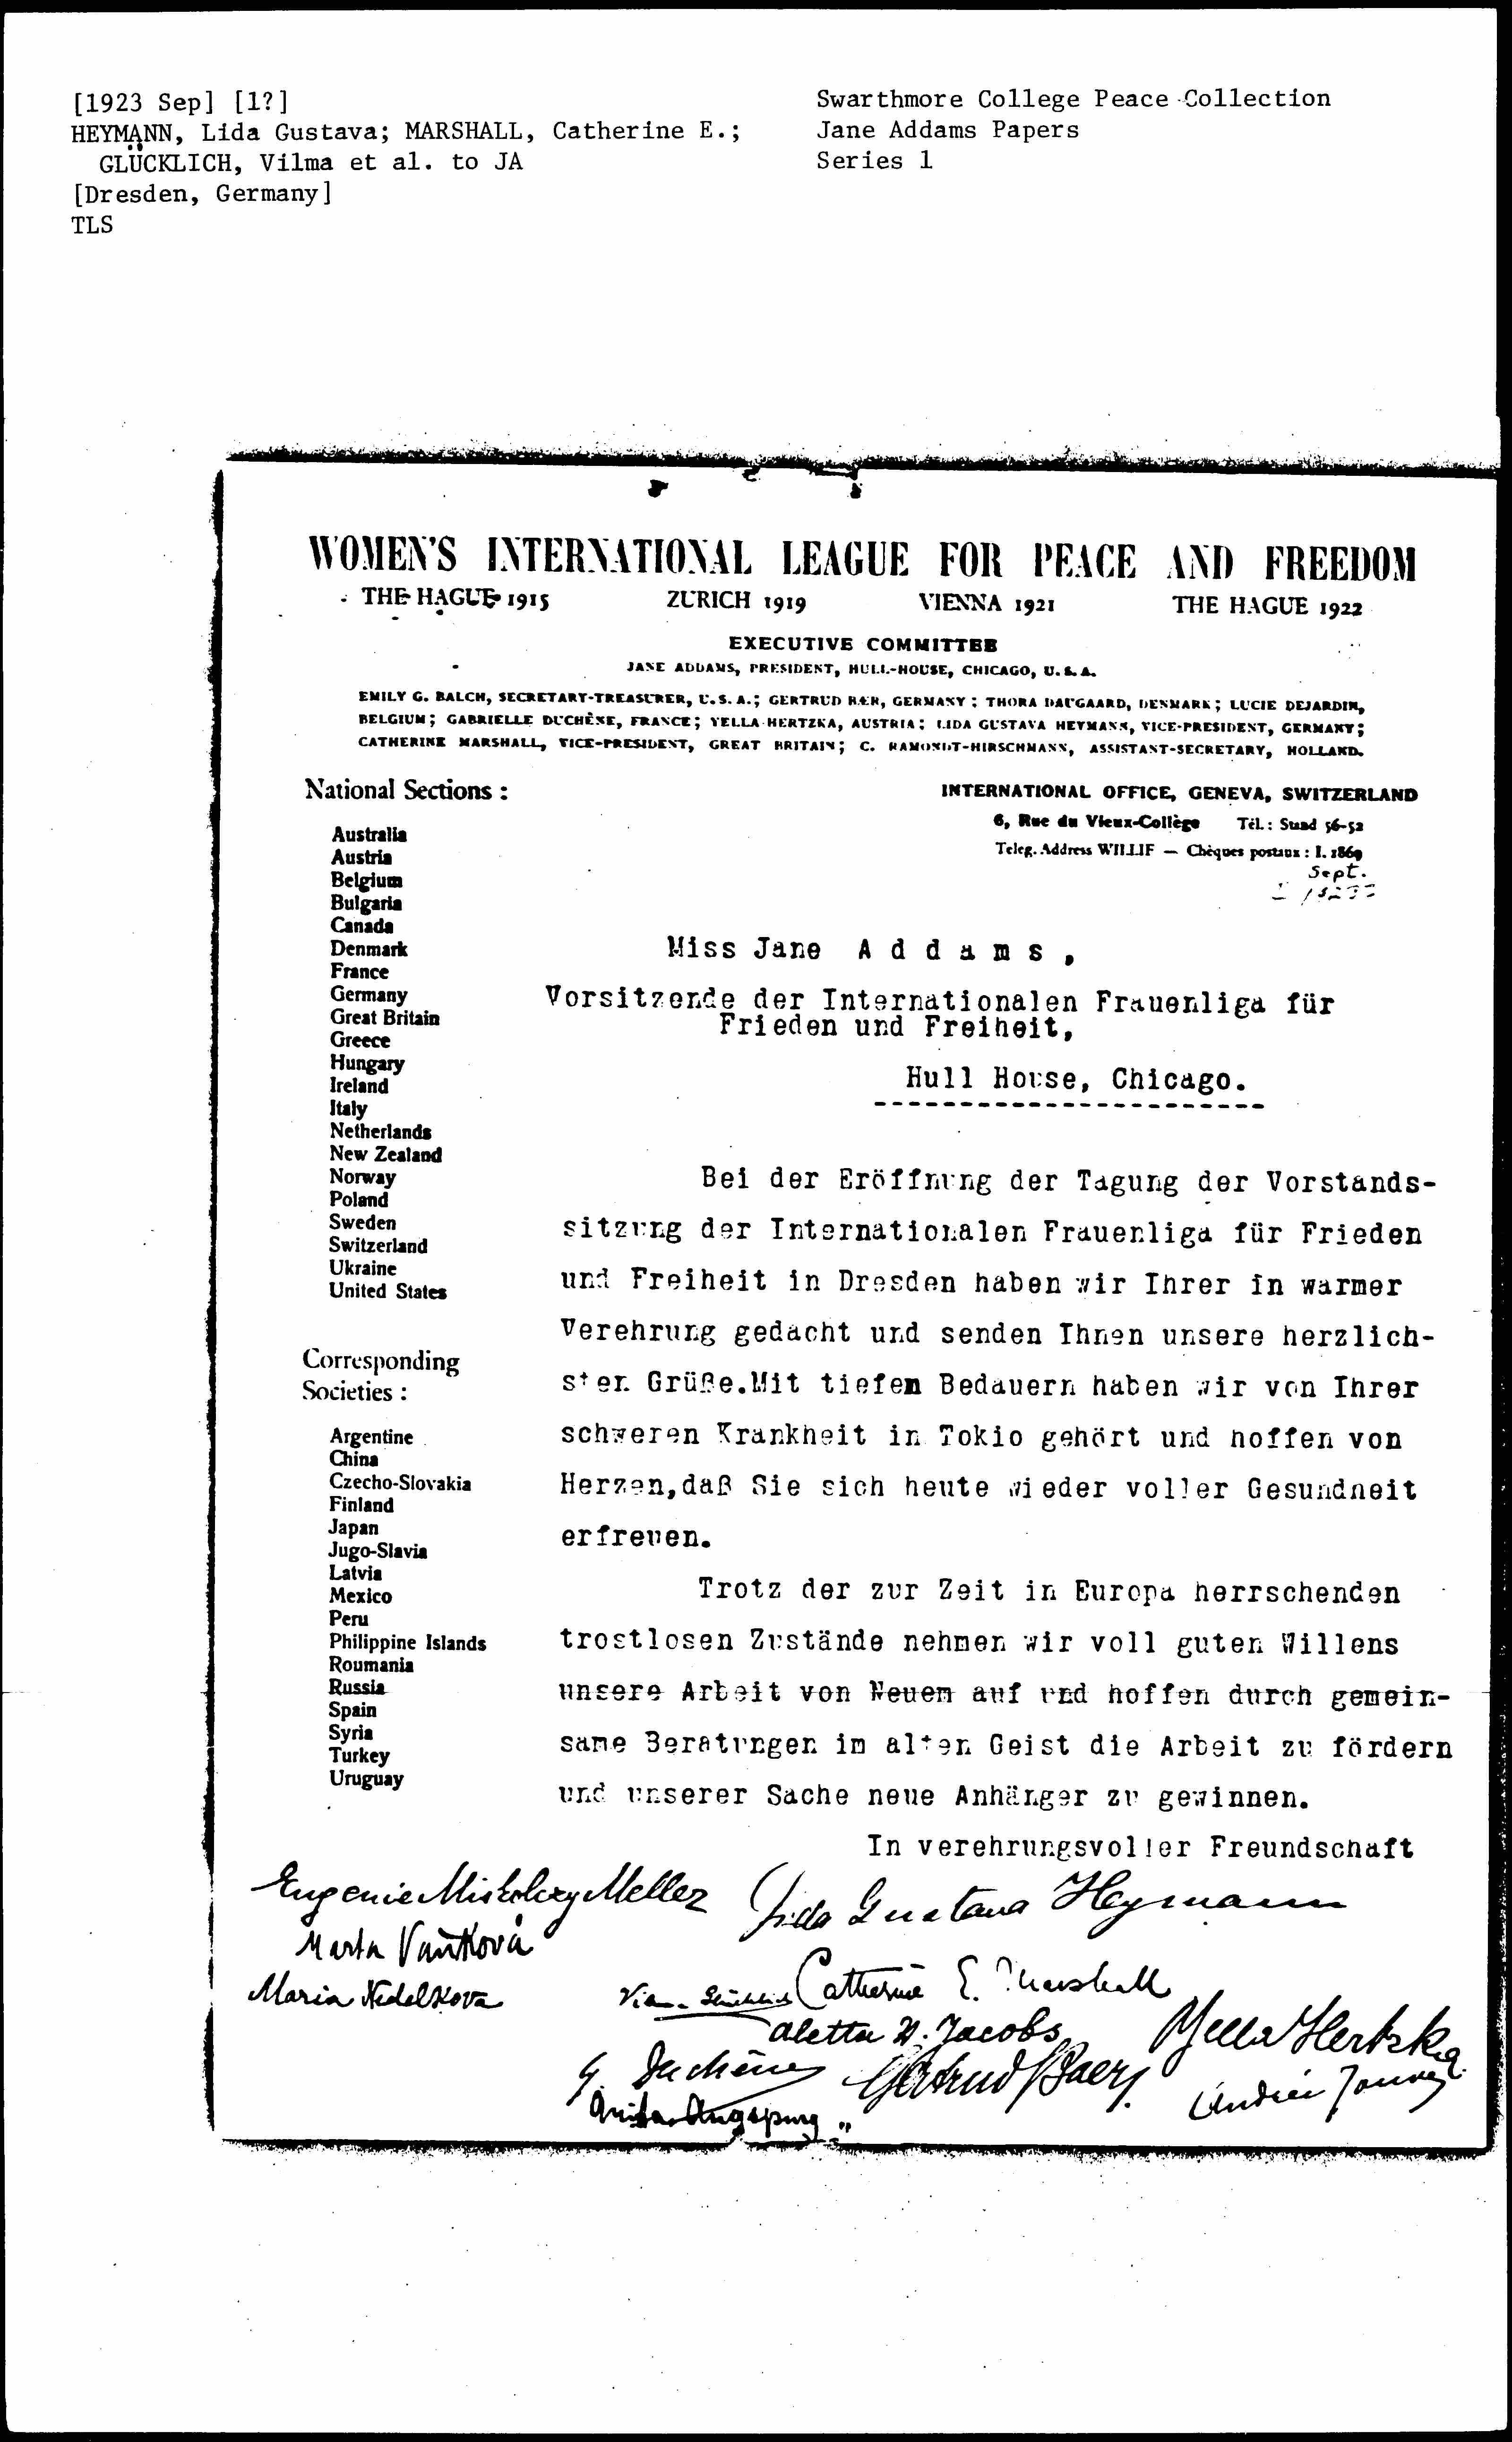 [1923 Sep] [1?]
HEYMANN, Lida Gustava; MARSHALL, Catherine E.;
GLÜCKLICH, Vilma et al. to JA
[Dresden, Germany]
TLS
Swarthmore College Peace Collection
Jane Addams Papers
Series 1
WOMEN'S INTERNATIONAL LEAGUE FOR PEACE AND FREEDOM
THE HAGUE 1915 ZURICH 1919 VIENNA 1921 THE HAGUE 1922
EXECUTIVE COMMITTEE
JANE ADDAMS, PRESIDENT, HULL-HOUSE, CHICAGO, U.S.A.
EMILY G. BALCH, SECRETARY-TREASURER, U.S.A.; GERTRUD BÆR, GERMANY; THORA DAUGAARD, DENMARK; LUCIE DEJARDIN,
BELGIUM; GABRIELLE DUCHÊNE, FRANCE; YELLA HERTZKA, AUSTRIA; LIDA GUSTAVA HEYMANN, VICE-PRESIDENT, GERMANY;
CATHERINE MARSHALL, VICE-PRESIDENT, GREAT BRITAIN; C. RAMONDT-HIRSCHMANN, ASSISTANT-SECRETARY, HOLLAND.
National Sections :
Australia
Austria
Belgium
Bulgaria
Canada
Denmark
France
Germany
Great Britain
Greece
Hungary
Ireland
Italy
Netherlands
New Zealand
Norway
Poland
Sweden
Switzerland
Ukraine
United States
Corresponding
Societies :
Argentine
China
Czecho-Slovakia
Finland
Japan
Jugo-Slavia
Latvia
Mexico
Peru
Philippine Islands
Roumania
Russia
Spain
Syria
Turkey
Uruguay
INTERNATIONAL OFFICE, GENEVA, SWITZERLAND
6, Rue du Vieux-Collège Tél.: Stand 56-52
Teleg. Address WILLIF — Chèques postaux : I. 1869
Sept.
Miss Jane A d d a m s ,
Vorsitzende der Internationalen Frauenliga für
Frieden und Freiheit,
Hull House, Chicago.
Bei der Eröffnung der Tagung der Vorstands-
sitzung der Internationalen Frauenliga für Frieden
und Freiheit in Dresden haben wir Ihrer in warmer
Verehrung gedacht und senden Ihnen unsere herzlich-
sten Grüße.Mit tiefem Bedauern haben wir von Ihrer
schweren Krankheit in Tokio gehört und hoffen von
Herzen,daß Sie sich heute wieder voller Gesundheit
erfreuen.
Trotz der zur Zeit in Europa herrschenden
trostlosen Zustände nehmen wir voll guten Willens
unsere Arbeit von Neuem auf und hoffen durch gemein-
same Beratungen im alten Geist die Arbeit zu fördern
und unserer Sache neue Anhänger zu gewinnen.
In verehrungsvoller Freundschaft
Eugenie Miskolczy Meller
Lida Gustava Heymann
Marta Vaňková
Maria Nedelkova
Catherine E. Marshall
Aletta H. Jacobs
Yella Hertzka
G. Duchêne
Gertrud Baer
Andrée Jouve
Anita Augspurg